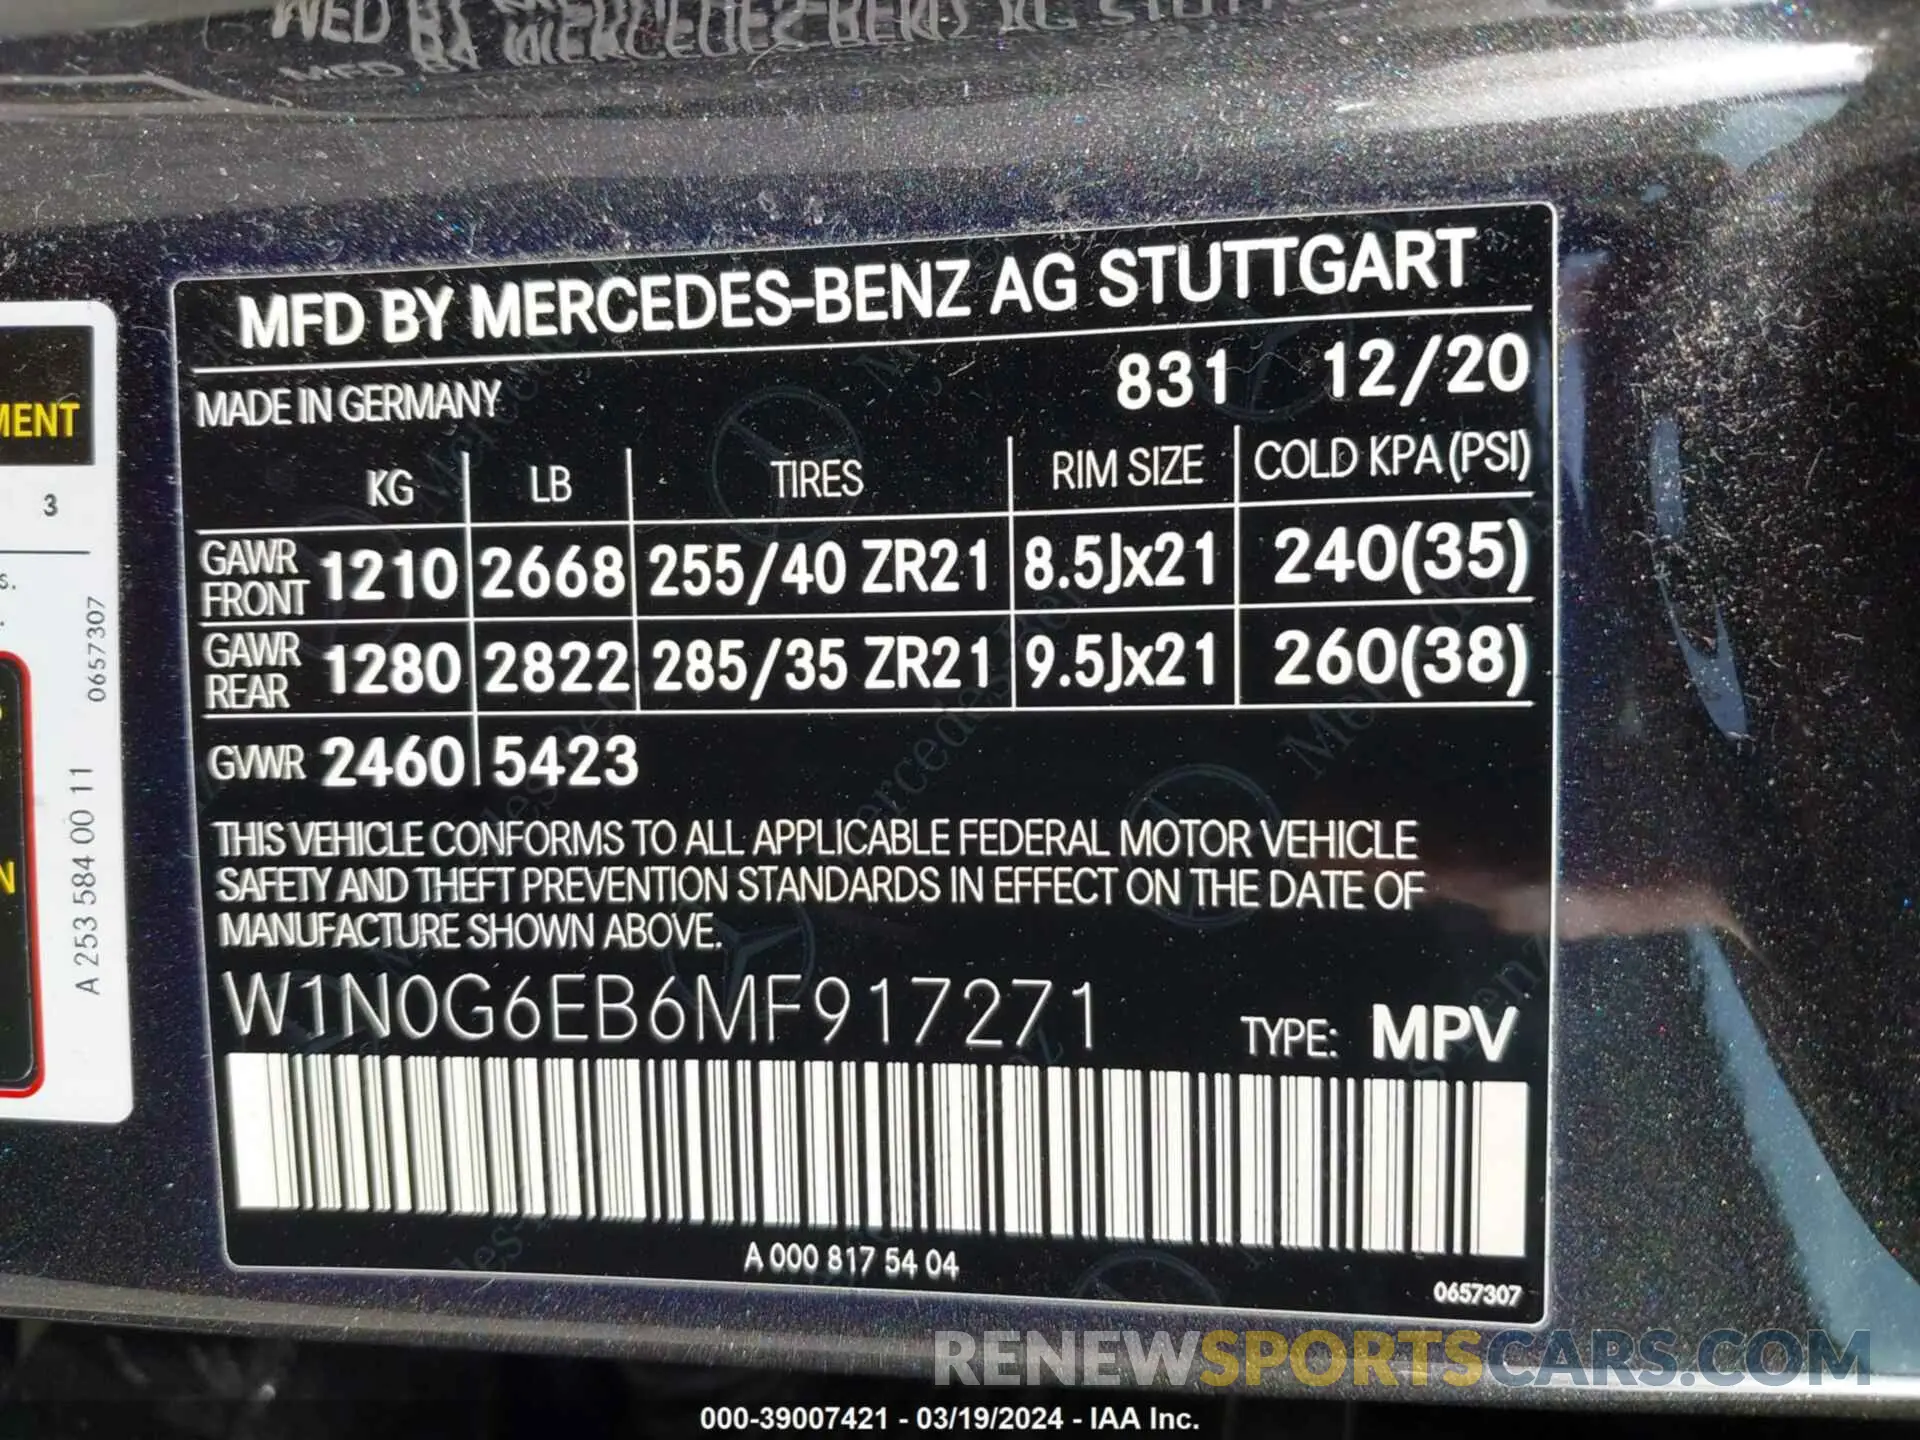 MFD BY MERCEDES-BENZ AG STUTTGART
MADE IN GERMANY 831 12/20
KG LB TIRES RIM SIZE COLD KPA (PSI)
GAWR FRONT 1210 2668 255/40 ZR21 8.5Jx21 240(35)
GAWR REAR 1280 2822 285/35 ZR21 9.5Jx21 260(38)
GVWR 2460 5423
THIS VEHICLE CONFORMS TO ALL APPLICABLE FEDERAL MOTOR VEHICLE
SAFETY AND THEFT PREVENTION STANDARDS IN EFFECT ON THE DATE OF
MANUFACTURE SHOWN ABOVE.
W1N0G6EB6MF917271 TYPE: MPV
A 000 817 54 04
0657307
3
0657307
A 253 584 00 11
RENEWSPORTSCARS.COM
000-39007421 - 03/19/2024 - IAA Inc.